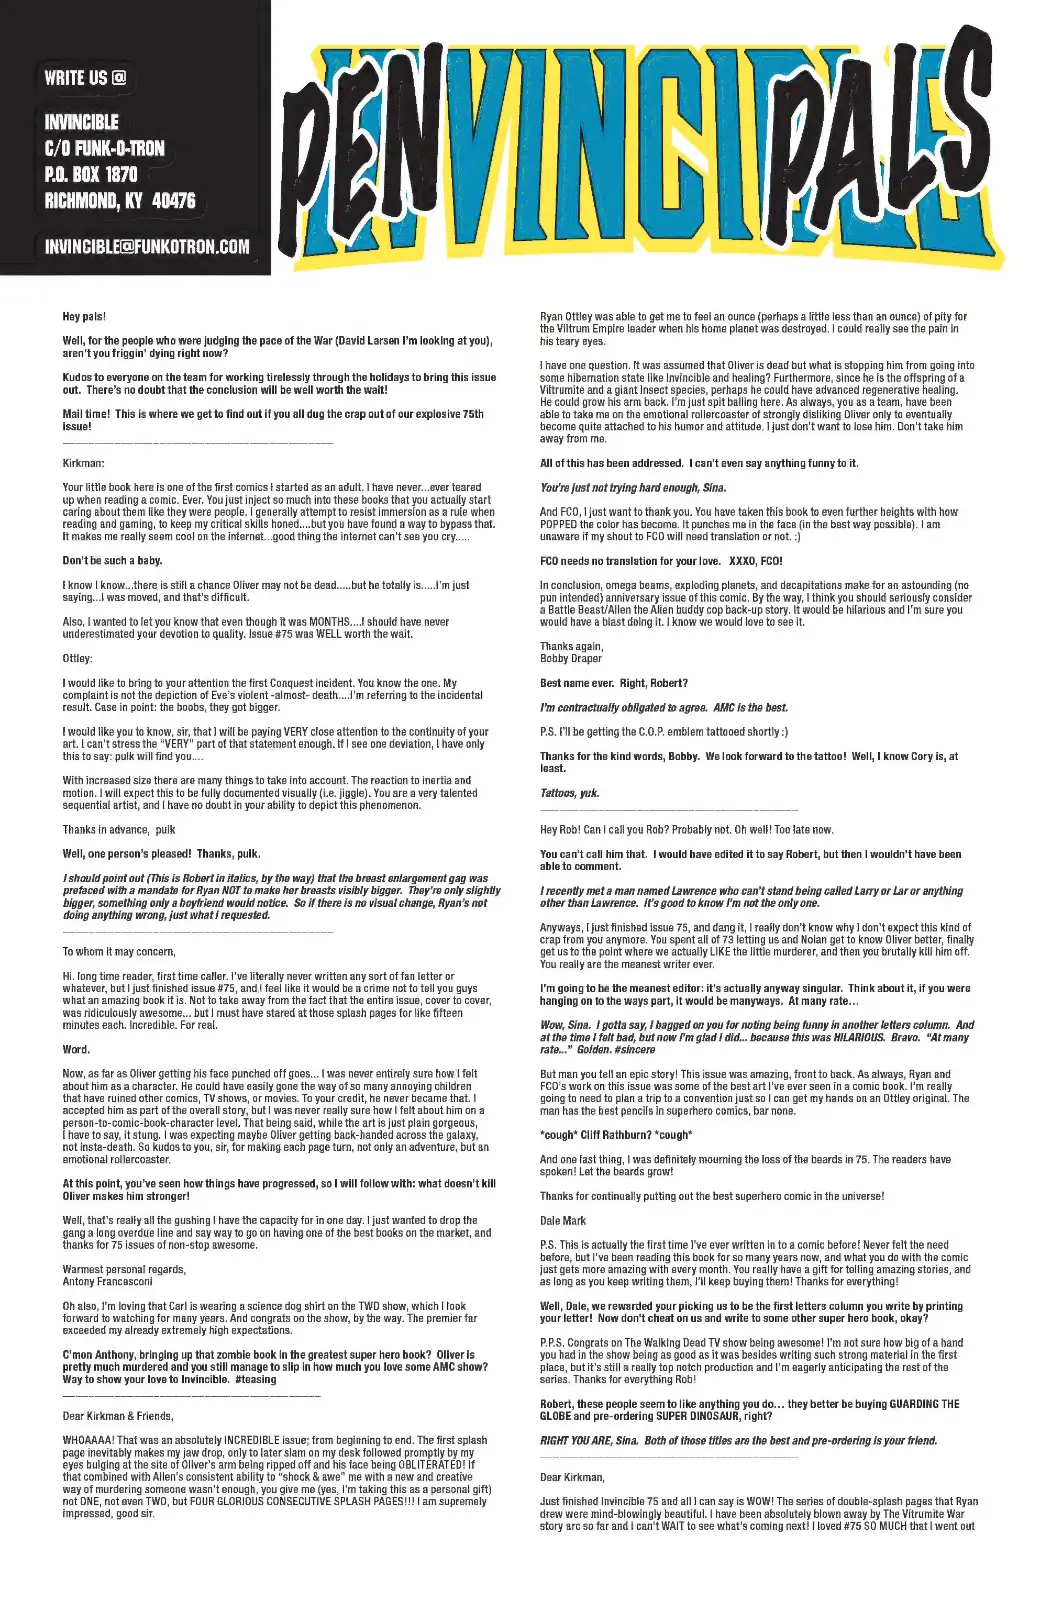 WRITE US @
INVINCIBLE
C/O FUNK-O-TRON
P.O. BOX 1870
RICHMOND, KY 40476
INVINCIBLE@FUNKOTRON.COM
INVINCIBLE
PEN PALS
Hey pals!
Well, for the people who were judging the pace of the War (David Larsen I'm looking at you),
aren't you friggin' dying right now?
Kudos to everyone on the team for working tirelessly through the holidays to bring this issue
out. There's no doubt that the conclusion will be well worth the wait!
Mail time! This is where we get to find out if you all dug the crap out of our explosive 75th
issue!
Kirkman:
Your little book here is one of the first comics I started as an adult. I have never...ever teared
up when reading a comic. Ever. You just inject so much into these books that you actually start
caring about them like they were people. I generally attempt to resist immersion as a rule when
reading and gaming, to keep my critical skills honed....but you have found a way to bypass that.
It makes me really seem cool on the internet...good thing the internet can't see you cry.....
Don't be such a baby.
I know I know...there is still a chance Oliver may not be dead.....but he totally is.....I'm just
saying...I was moved, and that's difficult.
Also, I wanted to let you know that even though it was MONTHS....I should have never
underestimated your devotion to quality. Issue #75 was WELL worth the wait.
Ottley:
I would like to bring to your attention the first Conquest incident. You know the one. My
complaint is not the depiction of Eve's violent -almost- death....I'm referring to the incidental
result. Case in point: the boobs, they got bigger.
I would like you to know, sir, that I will be paying VERY close attention to the continuity of your
art. I can't stress the "VERY" part of that statement enough. If I see one deviation, I have only
this to say: pulk will find you....
With increased size there are many things to take into account. The reaction to inertia and
motion. I will expect this to be fully documented visually (i.e. jiggle). You are a very talented
sequential artist, and I have no doubt in your ability to depict this phenomenon.
Thanks in advance, pulk
Well, one person's pleased! Thanks, pulk.
I should point out (This is Robert in italics, by the way) that the breast enlargement gag was
prefaced with a mandate for Ryan NOT to make her breasts visibly bigger. They're only slightly
bigger, something only a boyfriend would notice. So if there is no visual change, Ryan's not
doing anything wrong, just what I requested.
To whom it may concern,
Hi. long time reader, first time caller. I've literally never written any sort of fan letter or
whatever, but I just finished issue #75, and I feel like it would be a crime not to tell you guys
what an amazing book it is. Not to take away from the fact that the entire issue, cover to cover,
was ridiculously awesome... but I must have stared at those splash pages for like fifteen
minutes each. Incredible. For real.
Word.
Now, as far as Oliver getting his face punched off goes... I was never entirely sure how I felt
about him as a character. He could have easily gone the way of so many annoying children
that have ruined other comics, TV shows, or movies. To your credit, he never became that. I
accepted him as part of the overall story, but I was never really sure how I felt about him on a
person-to-comic-book-character level. That being said, while the art is just plain gorgeous,
I have to say, it stung. I was expecting maybe Oliver getting back-handed across the galaxy,
not insta-death. So kudos to you, sir, for making each page turn, not only an adventure, but an
emotional rollercoaster.
At this point, you've seen how things have progressed, so I will follow with: what doesn't kill
Oliver makes him stronger!
Well, that's really all the gushing I have the capacity for in one day. I just wanted to drop the
gang a long overdue line and say way to go on having one of the best books on the market, and
thanks for 75 issues of non-stop awesome.
Warmest personal regards,
Antony Francesconi
Oh also, I'm loving that Carl is wearing a science dog shirt on the TWD show, which I look
forward to watching for many years. And congrats on the show, by the way. The premier far
exceeded my already extremely high expectations.
C'mon Anthony, bringing up that zombie book in the greatest super hero book? Oliver is
pretty much murdered and you still manage to slip in how much you love some AMC show?
Way to show your love to Invincible. #teasing
Dear Kirkman & Friends,
WHOAAAA! That was an absolutely INCREDIBLE issue; from beginning to end. The first splash
page inevitably makes my jaw drop, only to later slam on my desk followed promptly by my
eyes bulging at the site of Oliver's arm being ripped off and his face being OBLITERATED! If
that combined with Allen's consistent ability to "shock & awe" me with a new and creative
way of murdering someone wasn't enough, you give me (yes, I'm taking this as a personal gift)
not ONE, not even TWO, but FOUR GLORIOUS CONSECUTIVE SPLASH PAGES!!! I am supremely
impressed, good sir.
Ryan Ottley was able to get me to feel an ounce (perhaps a little less than an ounce) of pity for
the Viltrum Empire leader when his home planet was destroyed. I could really see the pain in
his teary eyes.
I have one question. It was assumed that Oliver is dead but what is stopping him from going into
some hibernation state like Invincible and healing? Furthermore, since he is the offspring of a
Viltrumite and a giant insect species, perhaps he could have advanced regenerative healing.
He could grow his arm back. I'm just spit balling here. As always, you as a team, have been
able to take me on the emotional rollercoaster of strongly disliking Oliver only to eventually
become quite attached to his humor and attitude. I just don't want to lose him. Don't take him
away from me.
All of this has been addressed. I can't even say anything funny to it.
You're just not trying hard enough, Sina.
And FCO, I just want to thank you. You have taken this book to even further heights with how
POPPED the color has become. It punches me in the face (in the best way possible). I am
unaware if my shout to FCO will need translation or not. :)
FCO needs no translation for your love. XXXO, FCO!
In conclusion, omega beams, exploding planets, and decapitations make for an astounding (no
pun intended) anniversary issue of this comic. By the way, I think you should seriously consider
a Battle Beast/Allen the Alien buddy cop back-up story. It would be hilarious and I'm sure you
would have a blast doing it. I know we would love to see it.
Thanks again,
Bobby Draper
Best name ever. Right, Robert?
I'm contractually obligated to agree. AMC is the best.
P.S. I'll be getting the C.O.P. emblem tattooed shortly :)
Thanks for the kind words, Bobby. We look forward to the tattoo! Well, I know Cory is, at
least.
Tattoos, yuk.
Hey Rob! Can I call you Rob? Probably not. Oh well! Too late now.
You can't call him that. I would have edited it to say Robert, but then I wouldn't have been
able to comment.
I recently met a man named Lawrence who can't stand being called Larry or Lar or anything
other than Lawrence. It's good to know I'm not the only one.
Anyways, I just finished issue 75, and dang it, I really don't know why I don't expect this kind of
crap from you anymore. You spent all of 73 letting us and Nolan get to know Oliver better, finally
get us to the point where we actually LIKE the little murderer, and then you brutally kill him off.
You really are the meanest writer ever.
I'm going to be the meanest editor: it's actually anyway singular. Think about it, if you were
hanging on to the ways part, it would be manyways. At many rate...
Wow, Sina. I gotta say, I bagged on you for noting being funny in another letters column. And
at the time I felt bad, but now I'm glad I did... because this was HILARIOUS. Bravo. "At many
rate..." Golden. #sincere
But man you tell an epic story! This issue was amazing, front to back. As always, Ryan and
FCO's work on this issue was some of the best art I've ever seen in a comic book. I'm really
going to need to plan a trip to a convention just so I can get my hands on an Ottley original. The
man has the best pencils in superhero comics, bar none.
*cough* Cliff Rathburn? *cough*
And one last thing, I was definitely mourning the loss of the beards in 75. The readers have
spoken! Let the beards grow!
Thanks for continually putting out the best superhero comic in the universe!
Dale Mark
P.S. This is actually the first time I've ever written in to a comic before! Never felt the need
before, but I've been reading this book for so many years now, and what you do with the comic
just gets more amazing with every month. You really have a gift for telling amazing stories, and
as long as you keep writing them, I'll keep buying them! Thanks for everything!
Well, Dale, we rewarded your picking us to be the first letters column you write by printing
your letter! Now don't cheat on us and write to some other super hero book, okay?
P.P.S. Congrats on The Walking Dead TV show being awesome! I'm not sure how big of a hand
you had in the show being as good as it was besides writing such strong material in the first
place, but it's still a really top notch production and I'm eagerly anticipating the rest of the
series. Thanks for everything Rob!
Robert, these people seem to like anything you do... they better be buying GUARDING THE
GLOBE and pre-ordering SUPER DINOSAUR, right?
RIGHT YOU ARE, Sina. Both of those titles are the best and pre-ordering is your friend.
Dear Kirkman,
Just finished Invincible 75 and all I can say is WOW! The series of double-splash pages that Ryan
drew were mind-blowingly beautiful. I have been absolutely blown away by The Vitrumite War
story arc so far and I can't WAIT to see what's coming next! I loved #75 SO MUCH that I went out